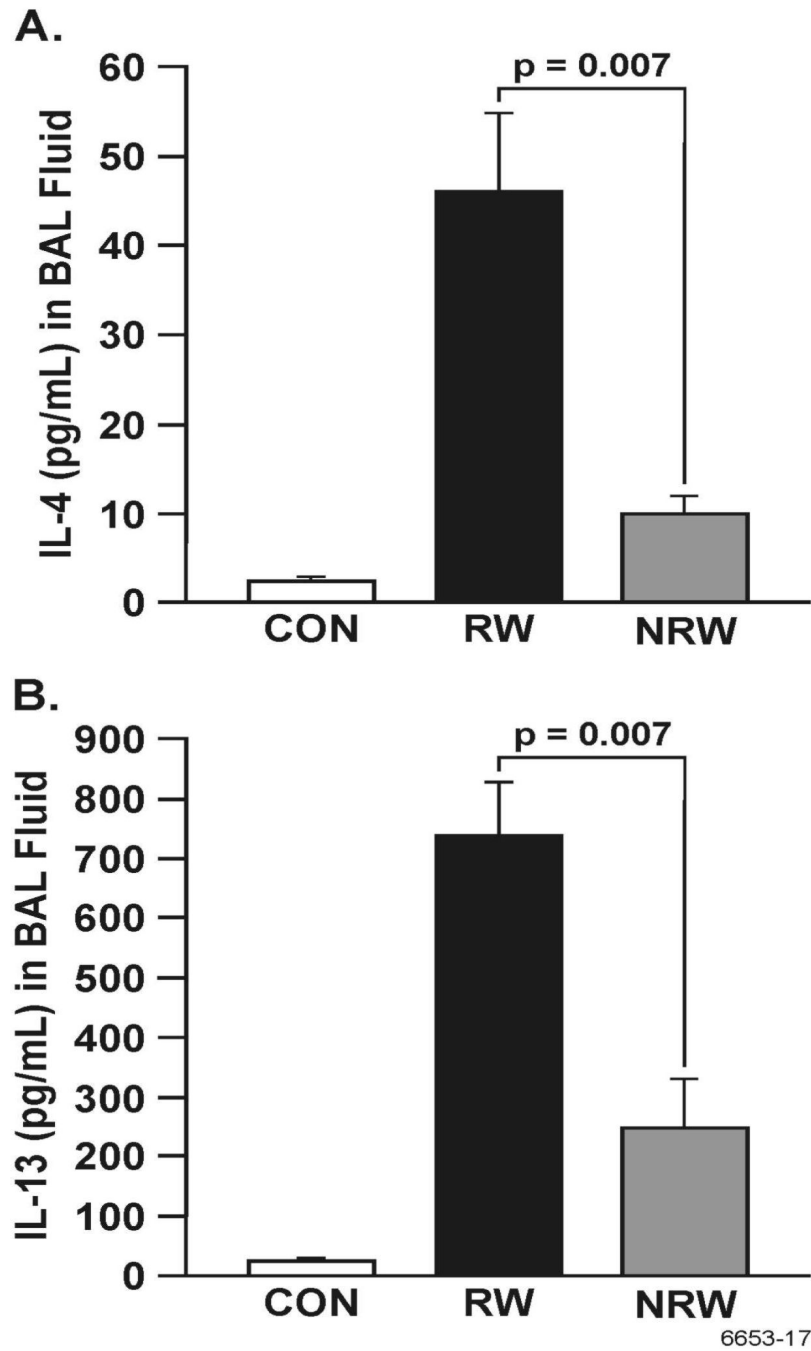 A.
60
p = 0.007
50
40
30
20
10
0
IL-4 (pg/mL) in BAL Fluid
CON RW NRW
B.
900
p = 0.007
800
700
600
500
400
300
200
100
0
IL-13 (pg/mL) in BAL Fluid
CON RW NRW
6653-17